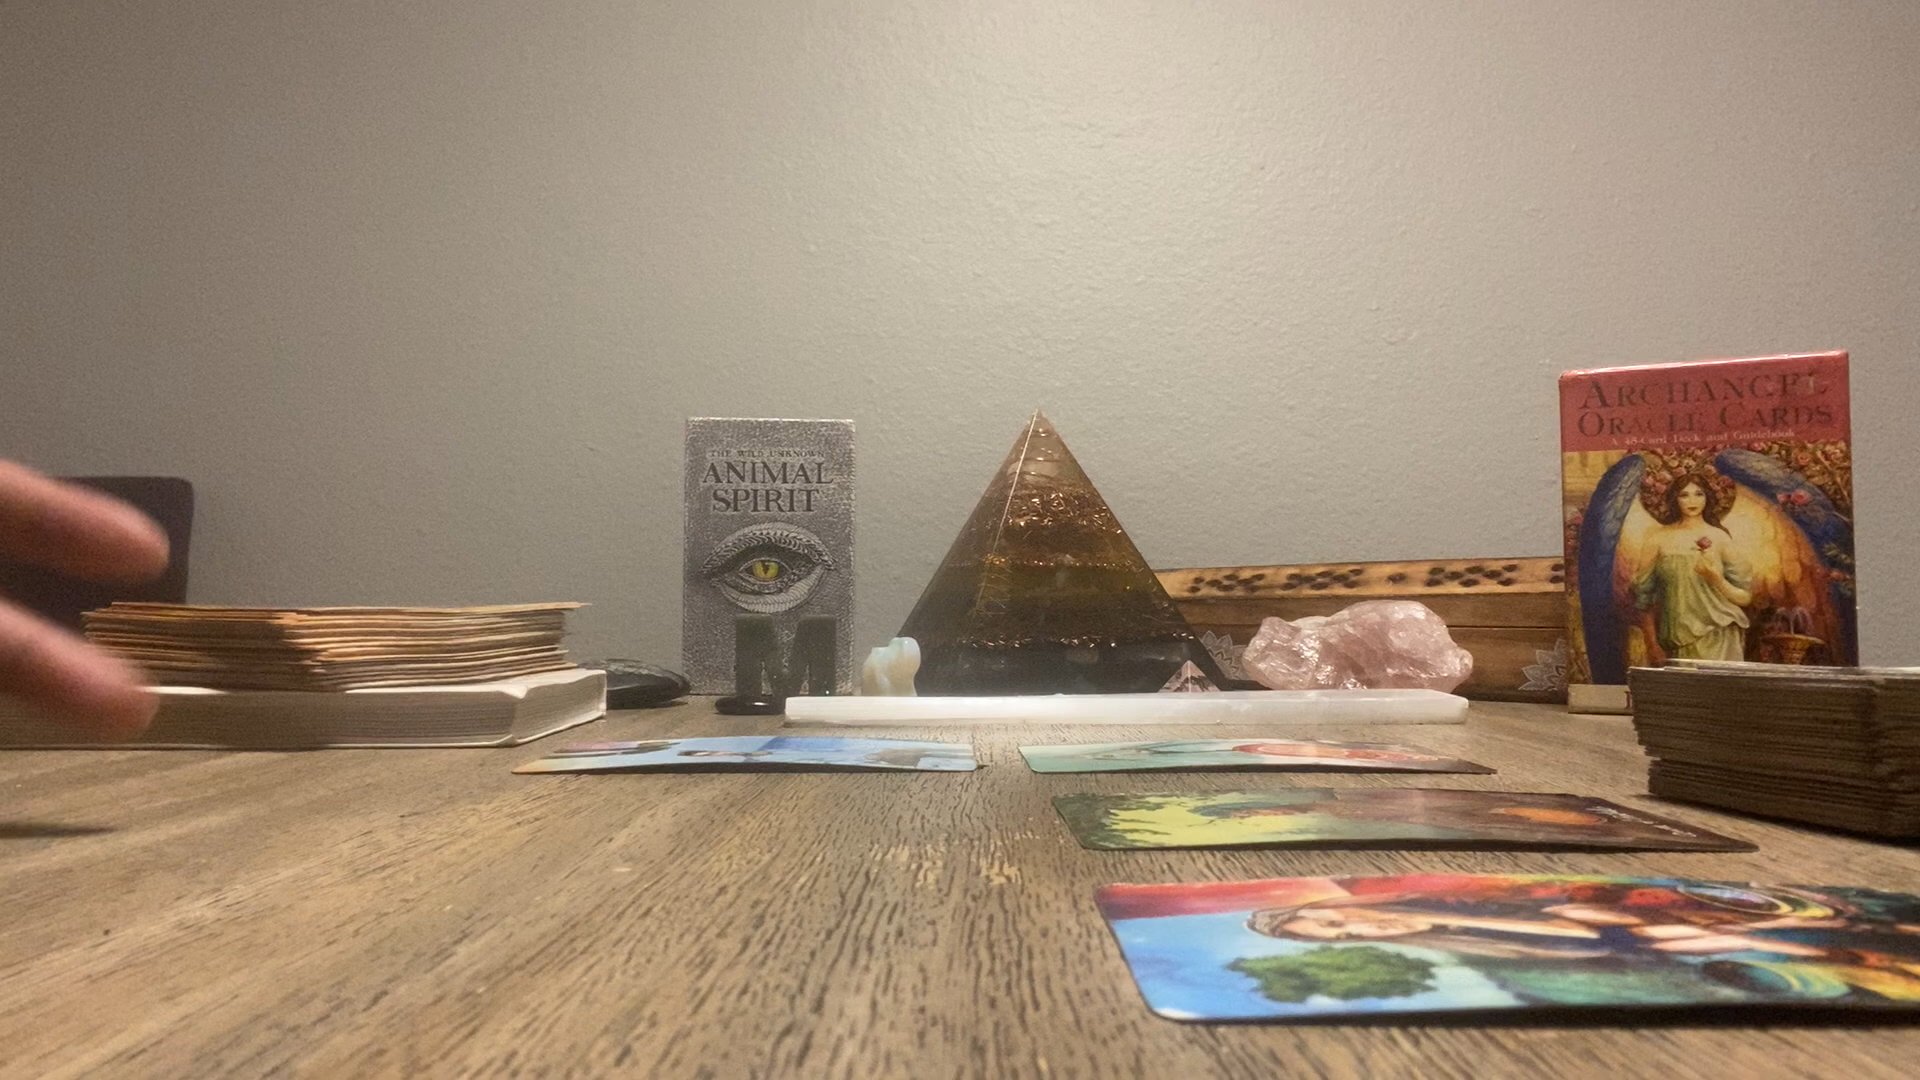 THE WILD UNKNOWN
ANIMAL
SPIRIT
ARCHANGEL
ORACLE CARDS
A 45-Card Deck and Guidebook